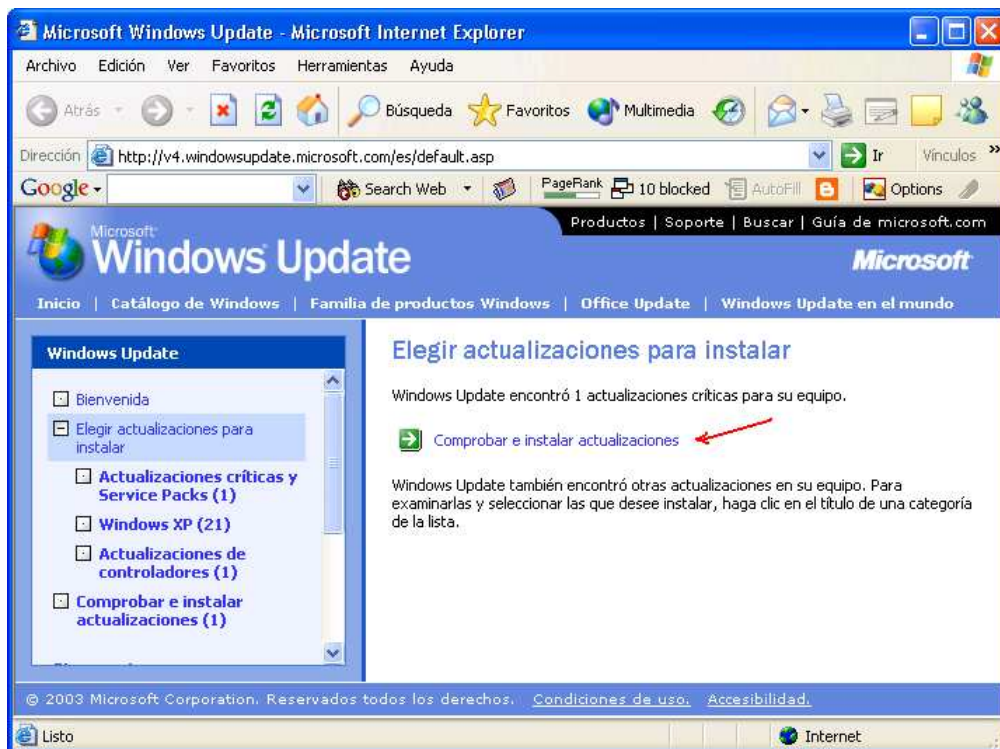 Microsoft Windows Update - Microsoft Internet Explorer
Archivo Edición Ver Favoritos Herramientas Ayuda
Atrás Búsqueda Favoritos Multimedia
Dirección http://v4.windowsupdate.microsoft.com/es/default.asp Ir Vínculos »
Google Search Web PageRank 10 blocked AutoFill Options
Productos | Soporte | Buscar | Guía de microsoft.com
Microsoft
Windows Update
Microsoft
Inicio | Catálogo de Windows | Familia de productos Windows | Office Update | Windows Update en el mundo
Windows Update
Bienvenida
Elegir actualizaciones para
instalar
Actualizaciones críticas y
Service Packs (1)
Windows XP (21)
Actualizaciones de
controladores (1)
Comprobar e instalar
actualizaciones (1)
Elegir actualizaciones para instalar
Windows Update encontró 1 actualizaciones críticas para su equipo.
Comprobar e instalar actualizaciones
Windows Update también encontró otras actualizaciones en su equipo. Para
examinarlas y seleccionar las que desee instalar, haga clic en el título de una categoría
de la lista.
© 2003 Microsoft Corporation. Reservados todos los derechos. Condiciones de uso. Accesibilidad.
Listo Internet